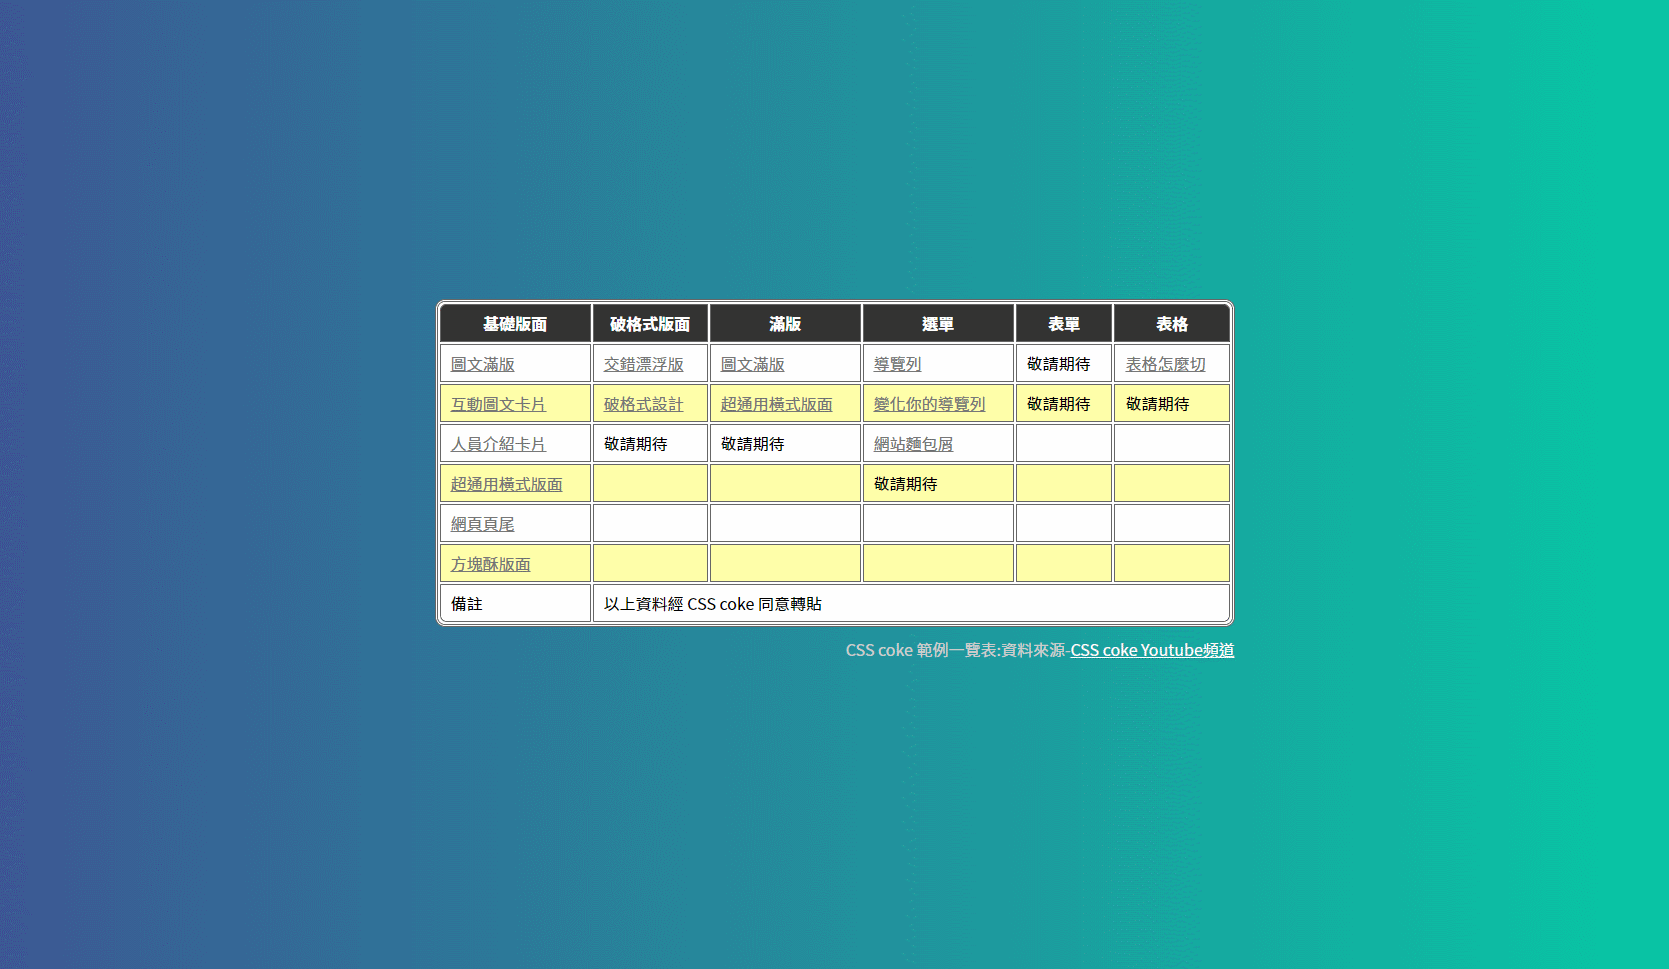 基礎版面 破格式版面 滿版 選單 表單 表格
圖文滿版 交錯漂浮版 圖文滿版 導覽列 敬請期待 表格怎麼切
互動圖文卡片 破格式設計 超通用橫式版面 變化你的導覽列 敬請期待 敬請期待
人員介紹卡片 敬請期待 敬請期待 網站麵包屑
超通用橫式版面 敬請期待
網頁頁尾
方塊酥版面
備註 以上資料經 CSS coke 同意轉貼
CSS coke 範例一覽表:資料來源-CSS coke Youtube頻道